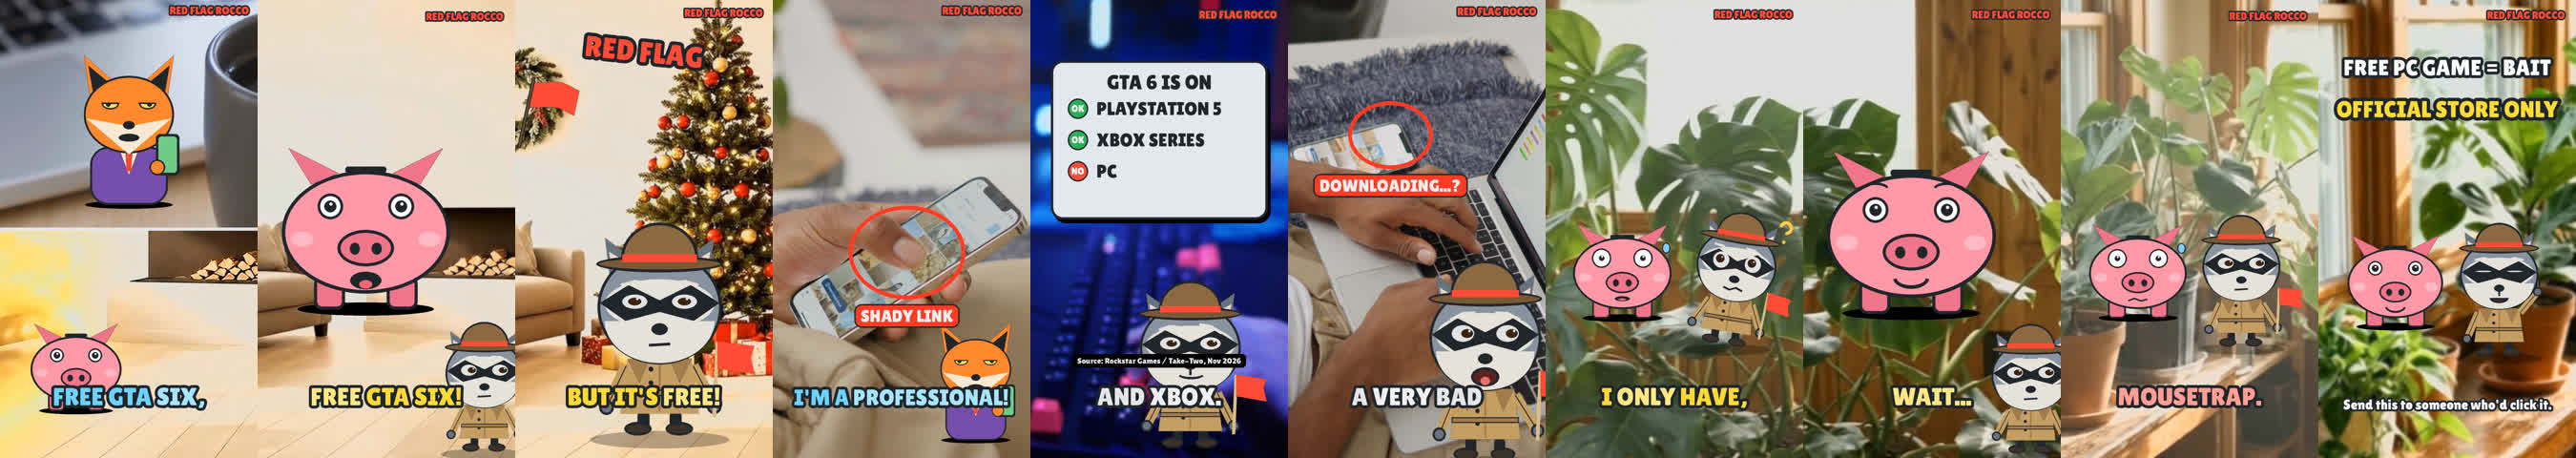 RED FLAG ROCCO
FREE GTA SIX,
RED FLAG ROCCO
FREE GTA SIX!
RED FLAG ROCCO
RED FLAG
BUT IT'S FREE!
RED FLAG ROCCO
SHADY LINK
I'M A PROFESSIONAL!
RED FLAG ROCCO
GTA 6 IS ON
OK PLAYSTATION 5
OK XBOX SERIES
NO PC
Source: Rockstar Games / Take-Two, Nov 2026
AND XBOX.
RED FLAG ROCCO
DOWNLOADING...?
A VERY BAD
RED FLAG ROCCO
?
I ONLY HAVE,
RED FLAG ROCCO
WAIT...
RED FLAG ROCCO
MOUSETRAP.
RED FLAG ROCCO
FREE PC GAME = BAIT
OFFICIAL STORE ONLY
Send this to someone who'd click it.